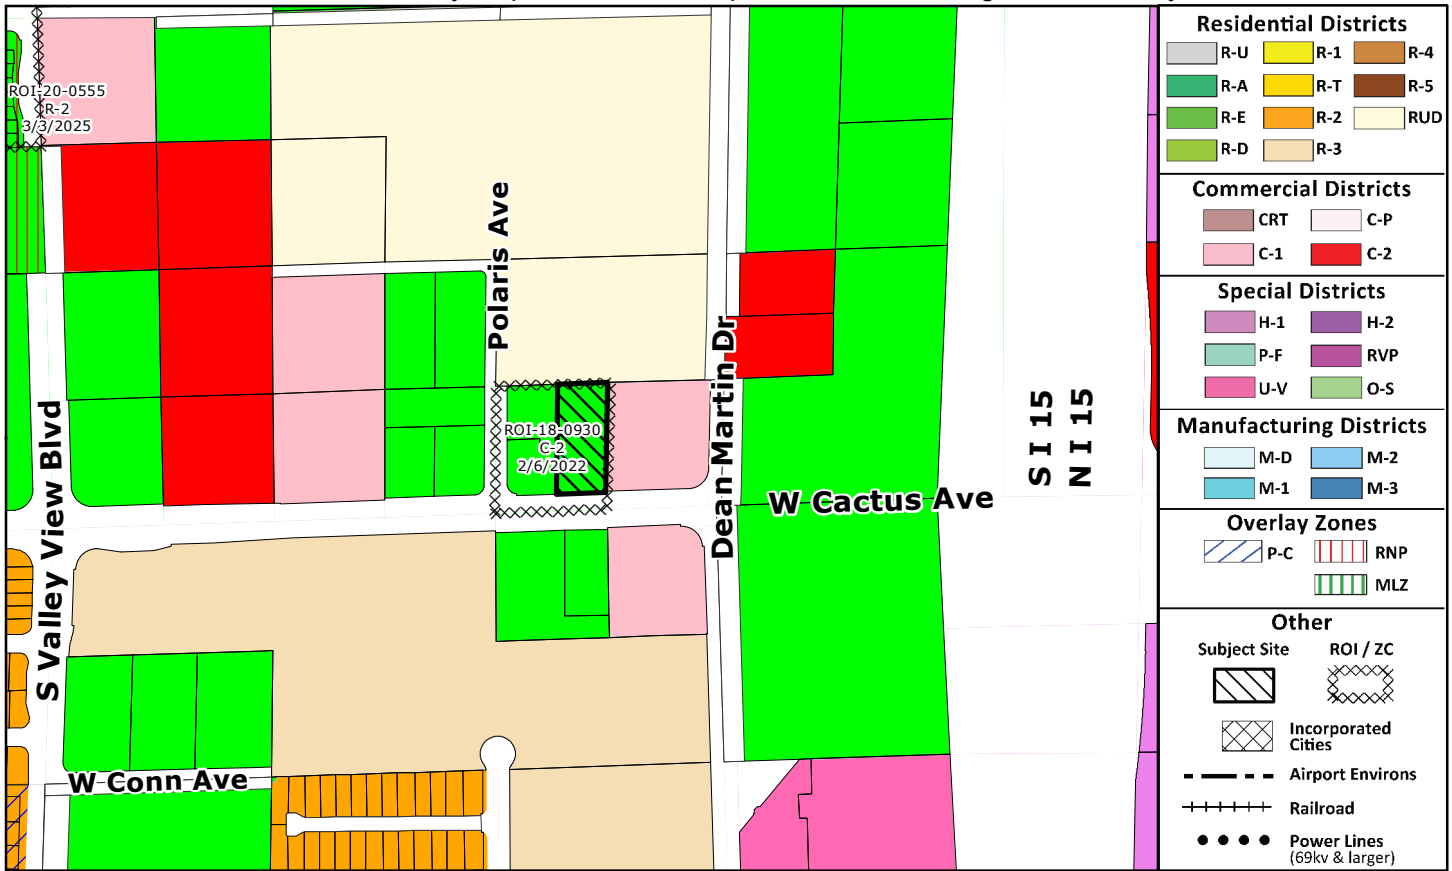 ROI-20-0555
R-2
3/3/2025
Polaris Ave
ROI-18-0930
C-2
2/6/2022
Dean Martin Dr
S Valley View Blvd
W Cactus Ave
S I 15
N I 15
W Conn Ave
Residential Districts
R-U R-1 R-4
R-A R-T R-5
R-E R-2 RUD
R-D R-3
Commercial Districts
CRT C-P
C-1 C-2
Special Districts
H-1 H-2
P-F RVP
U-V O-S
Manufacturing Districts
M-D M-2
M-1 M-3
Overlay Zones
P-C RNP
MLZ
Other
Subject Site ROI / ZC
Incorporated
Cities
Airport Environs
Railroad
Power Lines
(69kv & larger)